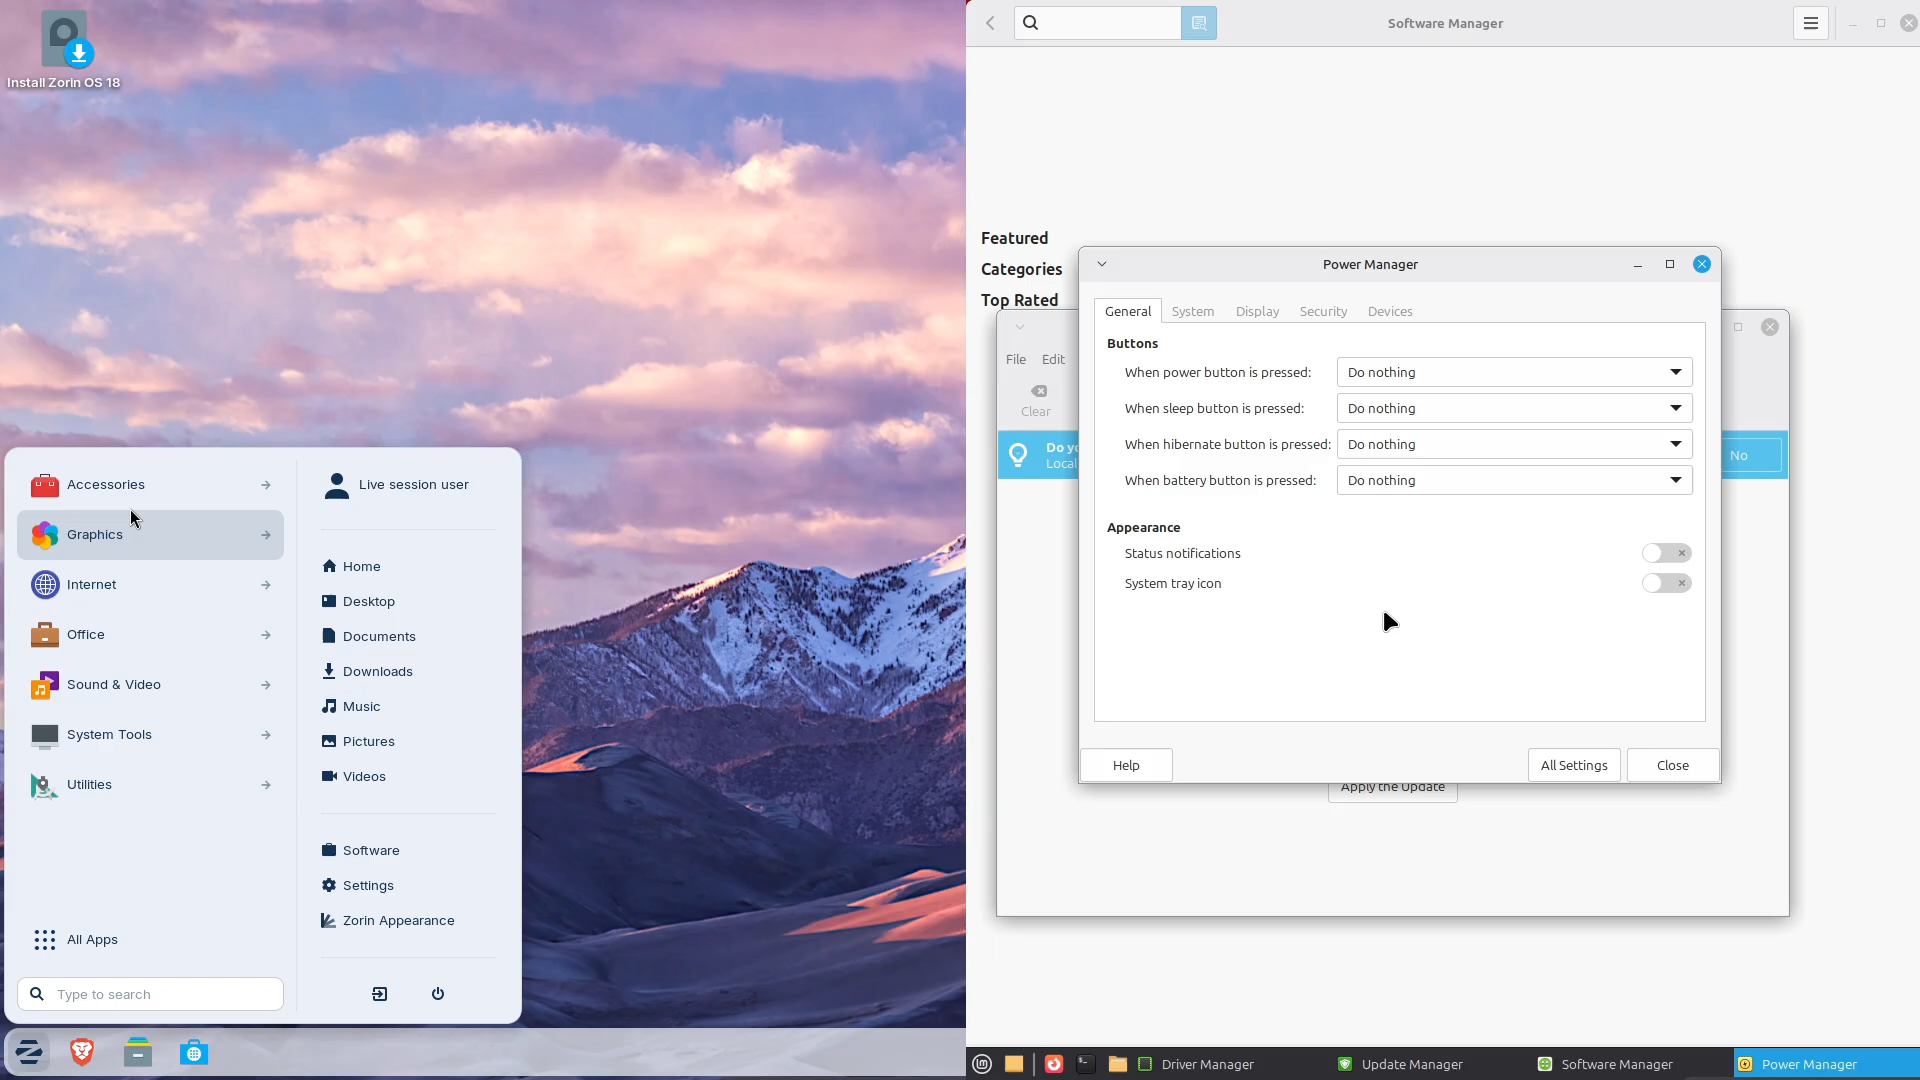 Install Zorin OS 18
Accessories
Graphics
Internet
Office
Sound & Video
System Tools
Utilities
All Apps
Type to search
Live session user
Home
Desktop
Documents
Downloads
Music
Pictures
Videos
Software
Settings
Zorin Appearance
Software Manager
Featured
Categories
Top Rated
File Edit
Clear
Do yo
Local
No
Power Manager
General System Display Security Devices
Buttons
When power button is pressed: Do nothing
When sleep button is pressed: Do nothing
When hibernate button is pressed: Do nothing
When battery button is pressed: Do nothing
Appearance
Status notifications
System tray icon
Help All Settings Close
Apply the Update
Driver Manager Update Manager Software Manager Power Manager